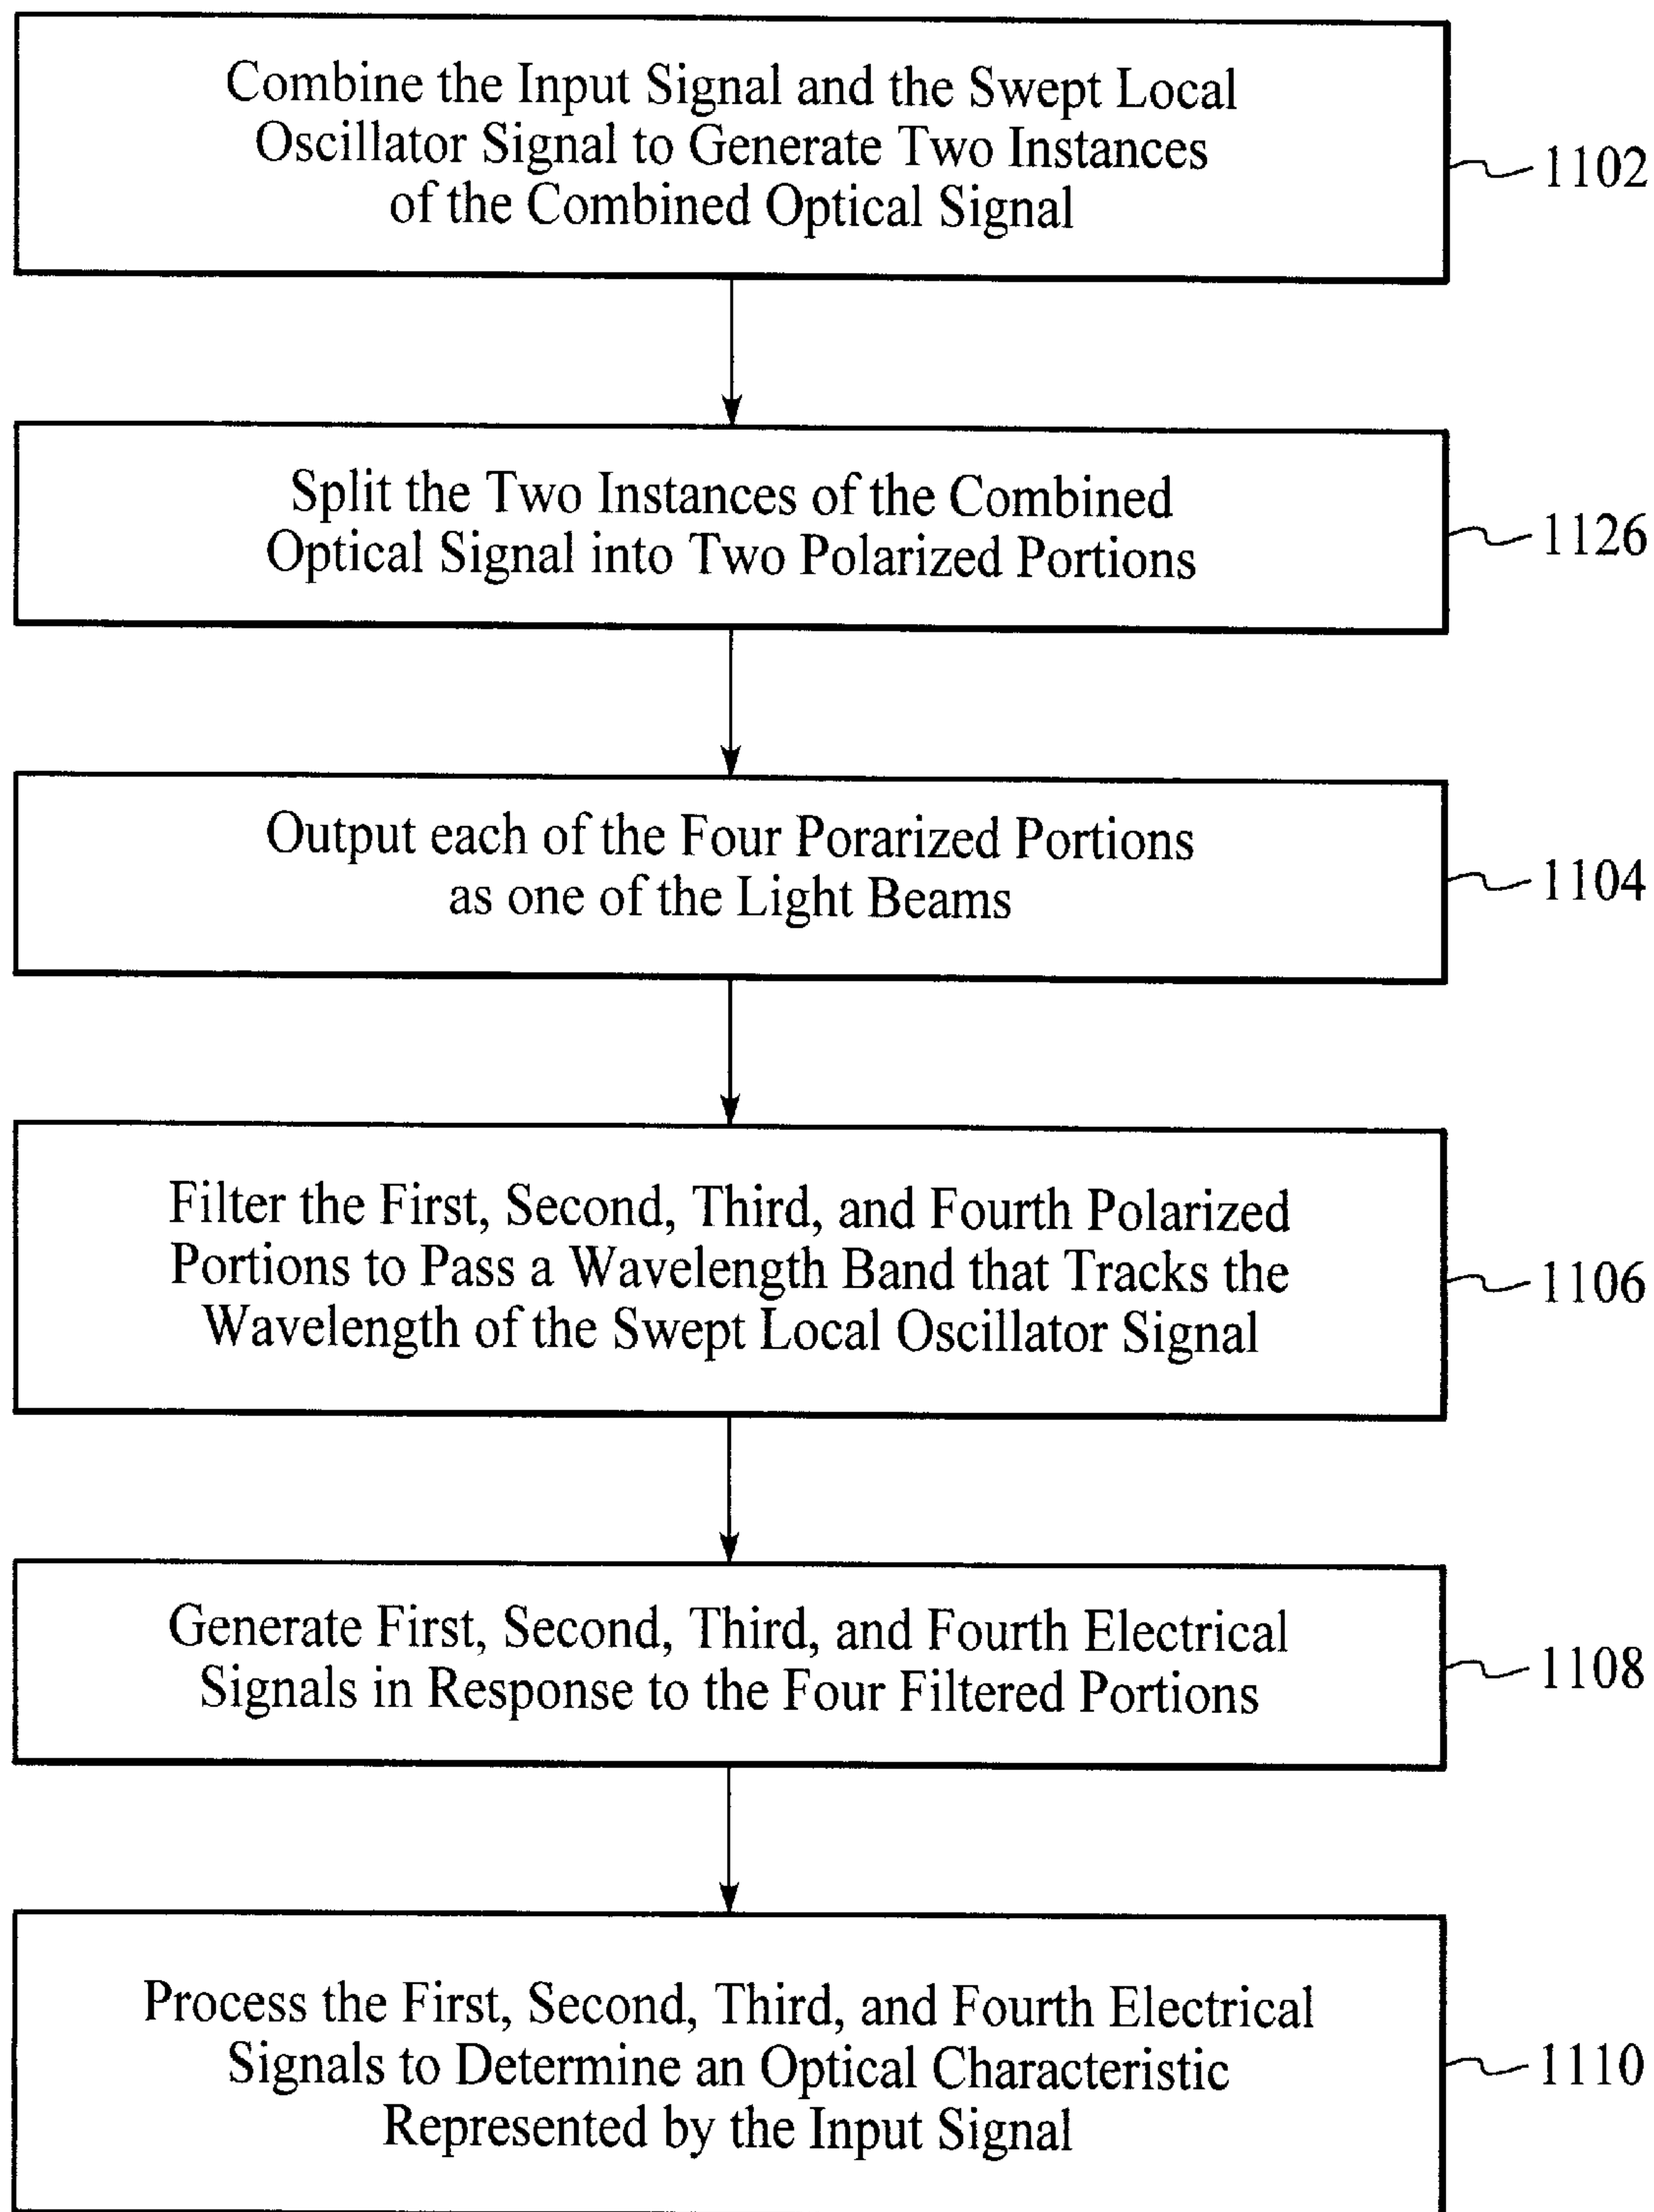 Combine the Input Signal and the Swept Local
Oscillator Signal to Generate Two Instances
of the Combined Optical Signal
1102
Split the Two Instances of the Combined
Optical Signal into Two Polarized Portions
1126
Output each of the Four Porarized Portions
as one of the Light Beams
1104
Filter the First, Second, Third, and Fourth Polarized
Portions to Pass a Wavelength Band that Tracks the
Wavelength of the Swept Local Oscillator Signal
1106
Generate First, Second, Third, and Fourth Electrical
Signals in Response to the Four Filtered Portions
1108
Process the First, Second, Third, and Fourth Electrical
Signals to Determine an Optical Characteristic
Represented by the Input Signal
1110